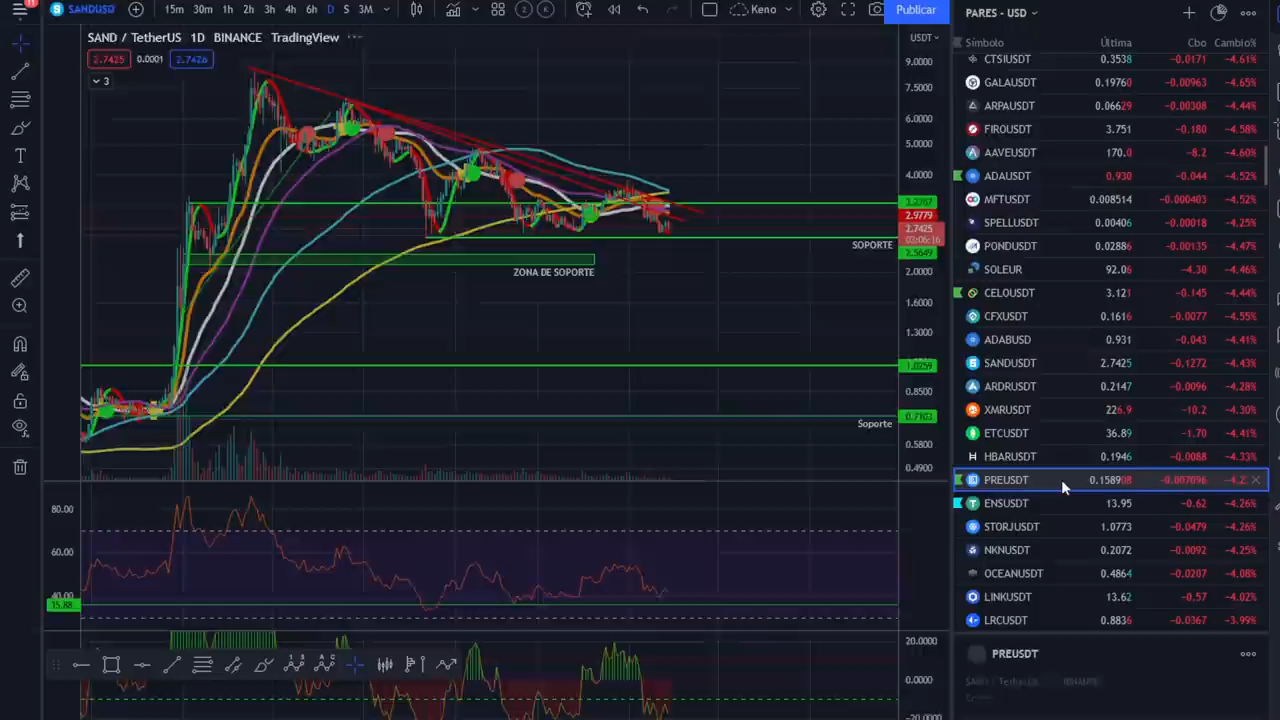 11
SANDUSD
15m 30m 1h 2h 3h 4h 6h D S 3M
2
K
Keno
Publicar
PARES - USD
SAND / TetherUS 1D BINANCE TradingView
USDT
2.7425 0.0001 2.7426
3
Símbolo Última Cbo Cambio%
CTSIUSDT 0.3538 −0.0171 −4.61%
GALAUSDT 0.19760 −0.00963 −4.65%
ARPAUSDT 0.06629 −0.00308 −4.44%
FIROUSDT 3.751 −0.180 −4.58%
AAVEUSDT 170.0 −8.2 −4.60%
ADAUSDT 0.930 −0.044 −4.52%
MFTUSDT 0.008514 −0.000403 −4.52%
SPELLUSDT 0.00406 −0.00018 −4.25%
PONDUSDT 0.02886 −0.00135 −4.47%
SOLEUR 92.06 −4.30 −4.46%
CELOUSDT 3.121 −0.145 −4.44%
CFXUSDT 0.1616 −0.0077 −4.55%
ADABUSD 0.931 −0.043 −4.41%
SANDUSDT 2.7425 −0.1272 −4.43%
ARDRUSDT 0.2147 −0.0096 −4.28%
XMRUSDT 226.9 −10.2 −4.30%
ETCUSDT 36.89 −1.70 −4.41%
HBARUSDT 0.1946 −0.0088 −4.33%
PREUSDT 0.158908 −0.007096
ENSUSDT 13.95 −0.62 −4.26%
STORJUSDT 1.0773 −0.0479 −4.26%
NKNUSDT 0.2072 −0.0092 −4.25%
OCEANUSDT 0.4864 −0.0207 −4.08%
LINKUSDT 13.62 −0.57 −4.02%
LRCUSDT 0.8836 −0.0367 −3.99%
PREUSDT
9.0000
7.5000
6.0000
5.0000
4.0000
2.9779
2.7425
02:06:16
2.5649
2.0000
1.6000
1.3000
1.0259
0.8500
0.7103
0.5800
0.4900
SOPORTE
ZONA DE SOPORTE
Soporte
80.00
60.00
40.00
15.88
20.0000
0.0000
−20.0000